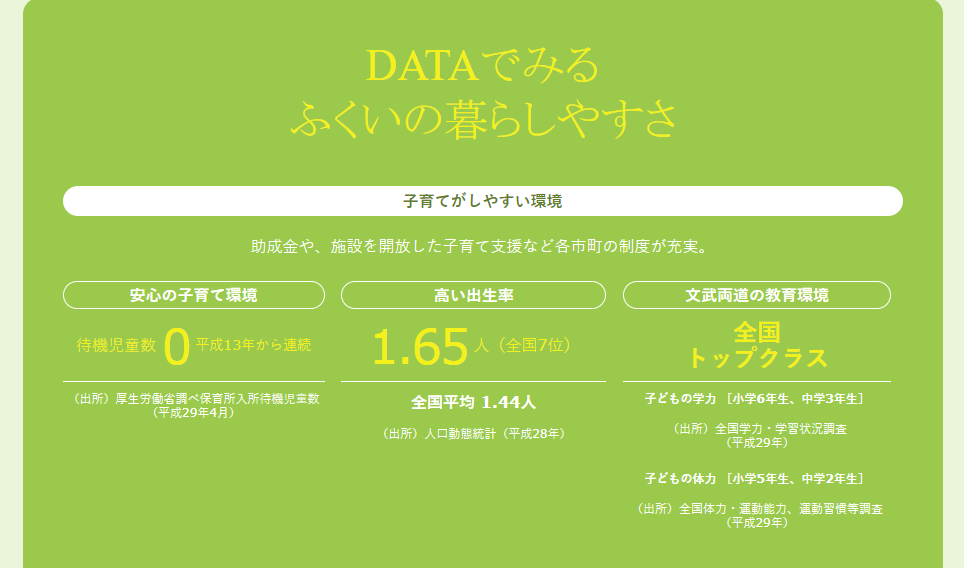 DATAでみる
ふくいの暮らしやすさ
子育てがしやすい環境
助成金や、施設を開放した子育て支援など各市町の制度が充実。
安心の子育て環境
待機児童数 0 平成13年から連続
（出所）厚生労働省調べ保育所入所待機児童数
（平成29年4月）
高い出生率
1.65 人（全国7位）
全国平均 1.44人
（出所）人口動態統計（平成28年）
文武両道の教育環境
全国
トップクラス
子どもの学力 ［小学6年生、中学3年生］
（出所）全国学力・学習状況調査
（平成29年）
子どもの体力 ［小学5年生、中学2年生］
（出所）全国体力・運動能力、運動習慣等調査
（平成29年）